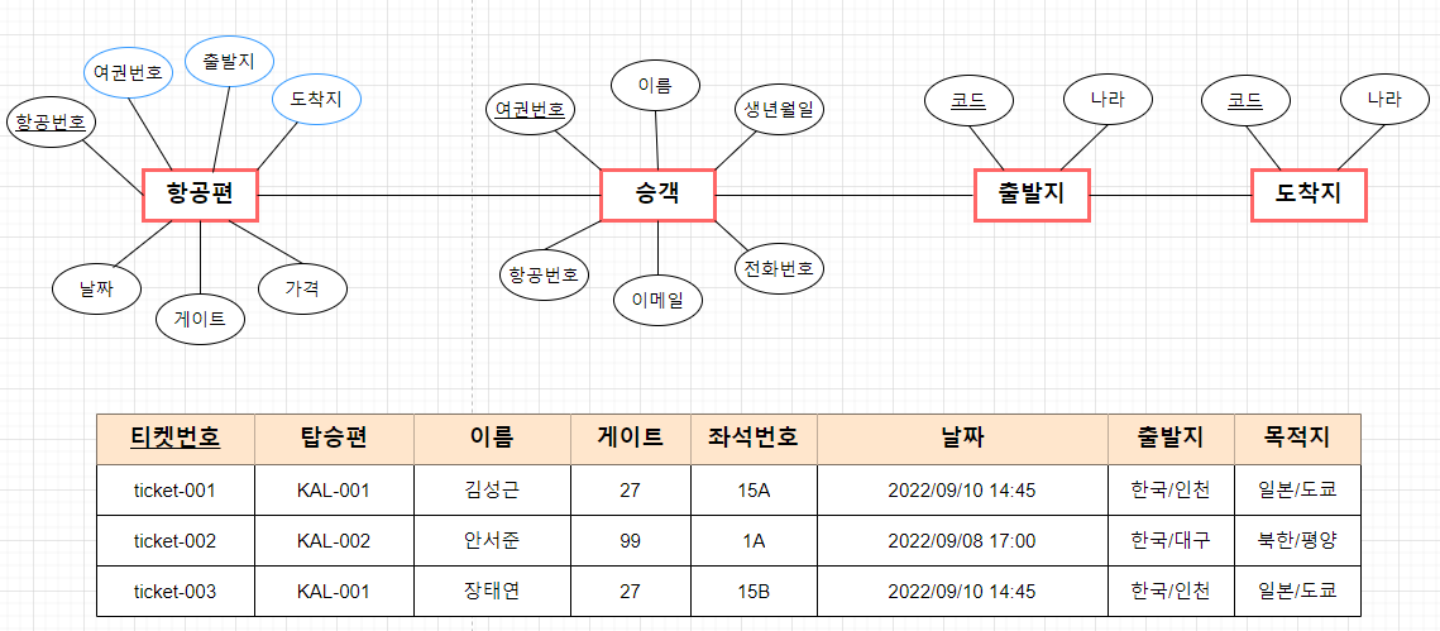 여권번호 출발지 도착지
항공번호
항공편
날짜 게이트 가격
여권번호 이름 생년월일
승객
항공번호 이메일 전화번호
코드 나라
출발지
코드 나라
도착지
티켓번호 탑승편 이름 게이트 좌석번호 날짜 출발지 목적지
ticket-001 KAL-001 김성근 27 15A 2022/09/10 14:45 한국/인천 일본/도쿄
ticket-002 KAL-002 안서준 99 1A 2022/09/08 17:00 한국/대구 북한/평양
ticket-003 KAL-001 장태연 27 15B 2022/09/10 14:45 한국/인천 일본/도쿄